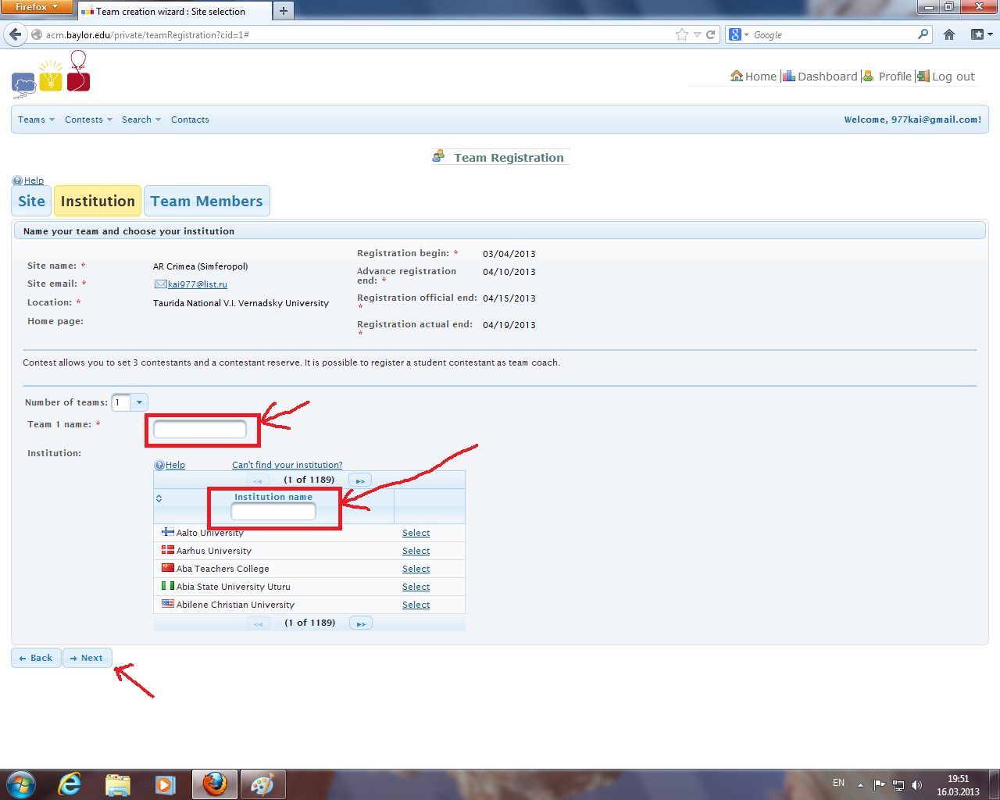 Firefox
Team creation wizard : Site selection
acm.baylor.edu/private/teamRegistration?cid=1#
Google
Home Dashboard Profile Log out
Teams Contests Search Contacts
Welcome, 977kai@gmail.com!
Team Registration
Help
Site Institution Team Members
Name your team and choose your institution
Site name: * AR Crimea (Simferopol)
Site email: * kai977@list.ru
Location: * Taurida National V.I. Vernadsky University
Home page:
Registration begin: * 03/04/2013
Advance registration end: * 04/10/2013
Registration official end: * 04/15/2013
Registration actual end: * 04/19/2013
Contest allows you to set 3 contestants and a contestant reserve. It is possible to register a student contestant as team coach.
Number of teams: 1
Team 1 name: *
Institution:
Help Can't find your institution?
(1 of 1189)
Institution name
Aalto University Select
Aarhus University Select
Aba Teachers College Select
Abia State University Uturu Select
Abilene Christian University Select
(1 of 1189)
Back Next
EN
19:51
16.03.2013